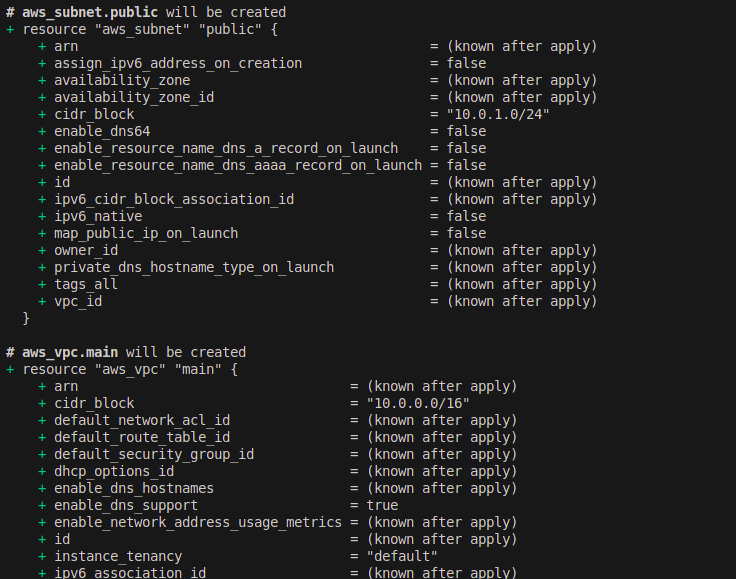 # aws_subnet.public will be created
+ resource "aws_subnet" "public" {
    + arn                                            = (known after apply)
    + assign_ipv6_address_on_creation                = false
    + availability_zone                              = (known after apply)
    + availability_zone_id                           = (known after apply)
    + cidr_block                                     = "10.0.1.0/24"
    + enable_dns64                                   = false
    + enable_resource_name_dns_a_record_on_launch    = false
    + enable_resource_name_dns_aaaa_record_on_launch = false
    + id                                             = (known after apply)
    + ipv6_cidr_block_association_id                 = (known after apply)
    + ipv6_native                                    = false
    + map_public_ip_on_launch                        = false
    + owner_id                                       = (known after apply)
    + private_dns_hostname_type_on_launch            = (known after apply)
    + tags_all                                       = (known after apply)
    + vpc_id                                         = (known after apply)
  }
# aws_vpc.main will be created
+ resource "aws_vpc" "main" {
    + arn                                  = (known after apply)
    + cidr_block                           = "10.0.0.0/16"
    + default_network_acl_id               = (known after apply)
    + default_route_table_id               = (known after apply)
    + default_security_group_id            = (known after apply)
    + dhcp_options_id                      = (known after apply)
    + enable_dns_hostnames                 = (known after apply)
    + enable_dns_support                   = true
    + enable_network_address_usage_metrics = (known after apply)
    + id                                   = (known after apply)
    + instance_tenancy                     = "default"
    + ipv6_association_id                  = (known after apply)